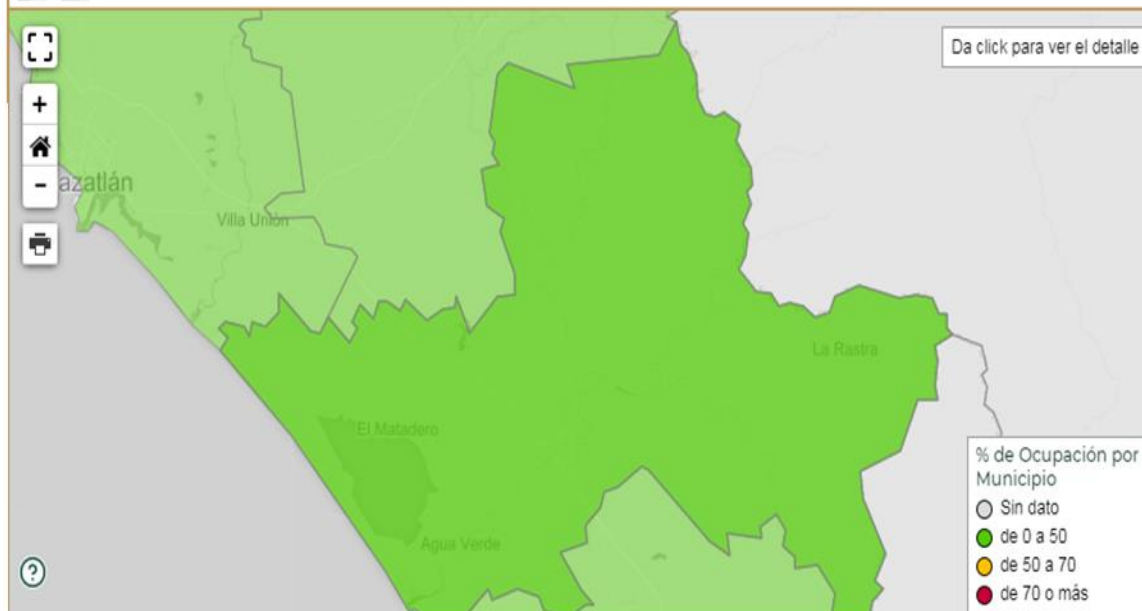 Da click para ver el detalle
+
-
azatlán
Villa Unión
La Rastra
El Matadero
Agua Verde
% de Ocupación por
Municipio
Sin dato
de 0 a 50
de 50 a 70
de 70 o más
?